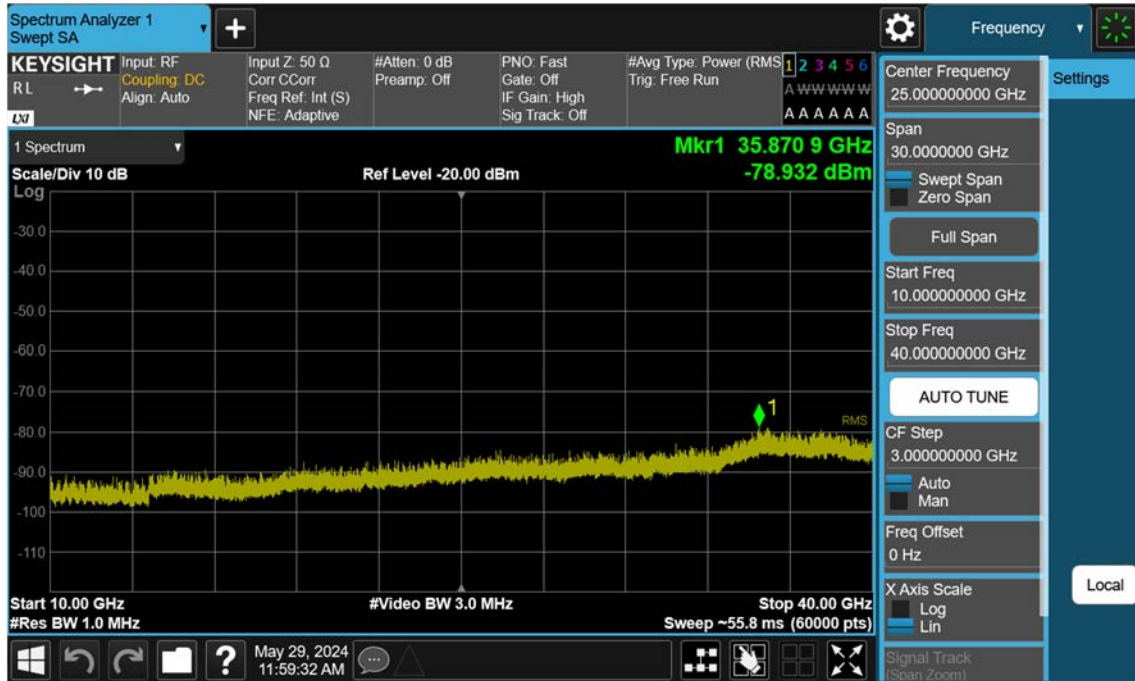 Spectrum Analyzer 1
Swept SA
Frequency
KEYSIGHT
R L
LXI
Input: RF
Coupling: DC
Align: Auto
Input Z: 50 Ω
Corr CCorr
Freq Ref: Int (S)
NFE: Adaptive
#Atten: 0 dB
Preamp: Off
PNO: Fast
Gate: Off
IF Gain: High
Sig Track: Off
#Avg Type: Power (RMS
Trig: Free Run
1 2 3 4 5 6
A W W W W W
A A A A A A
1 Spectrum
Scale/Div 10 dB
Ref Level -20.00 dBm
Mkr1 35.870 9 GHz
-78.932 dBm
Log
-30.0
-40.0
-50.0
-60.0
-70.0
-80.0
-90.0
-100
-110
1
RMS
Start 10.00 GHz
#Res BW 1.0 MHz
#Video BW 3.0 MHz
Stop 40.00 GHz
Sweep ~55.8 ms (60000 pts)
May 29, 2024
11:59:32 AM
Center Frequency
25.000000000 GHz
Span
30.0000000 GHz
Swept Span
Zero Span
Full Span
Start Freq
10.000000000 GHz
Stop Freq
40.000000000 GHz
AUTO TUNE
CF Step
3.000000000 GHz
Auto
Man
Freq Offset
0 Hz
X Axis Scale
Log
Lin
Signal Track
(Span Zoom)
Settings
Local